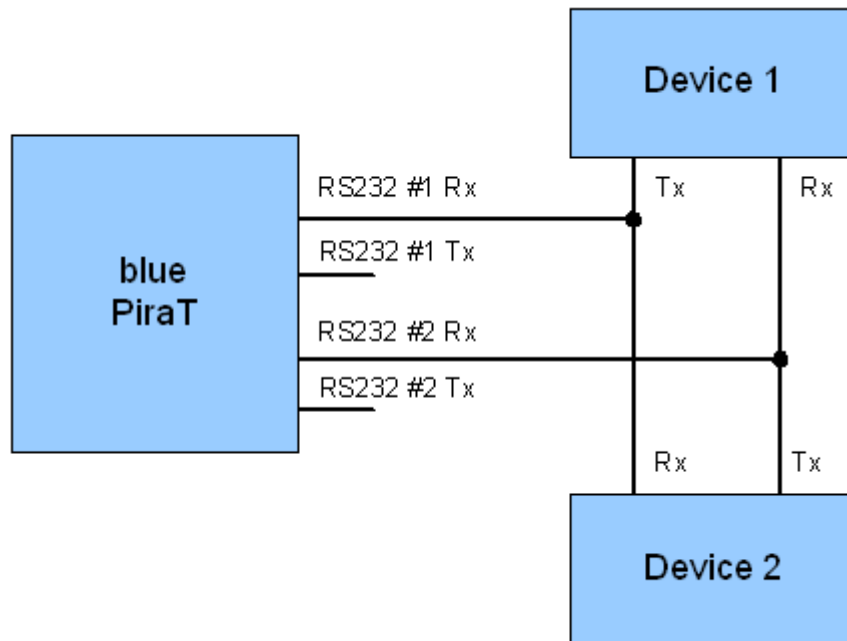 Device 1
RS232 #1 Rx
Tx
Rx
RS232 #1 Tx
blue
PiraT
RS232 #2 Rx
RS232 #2 Tx
Rx
Tx
Device 2